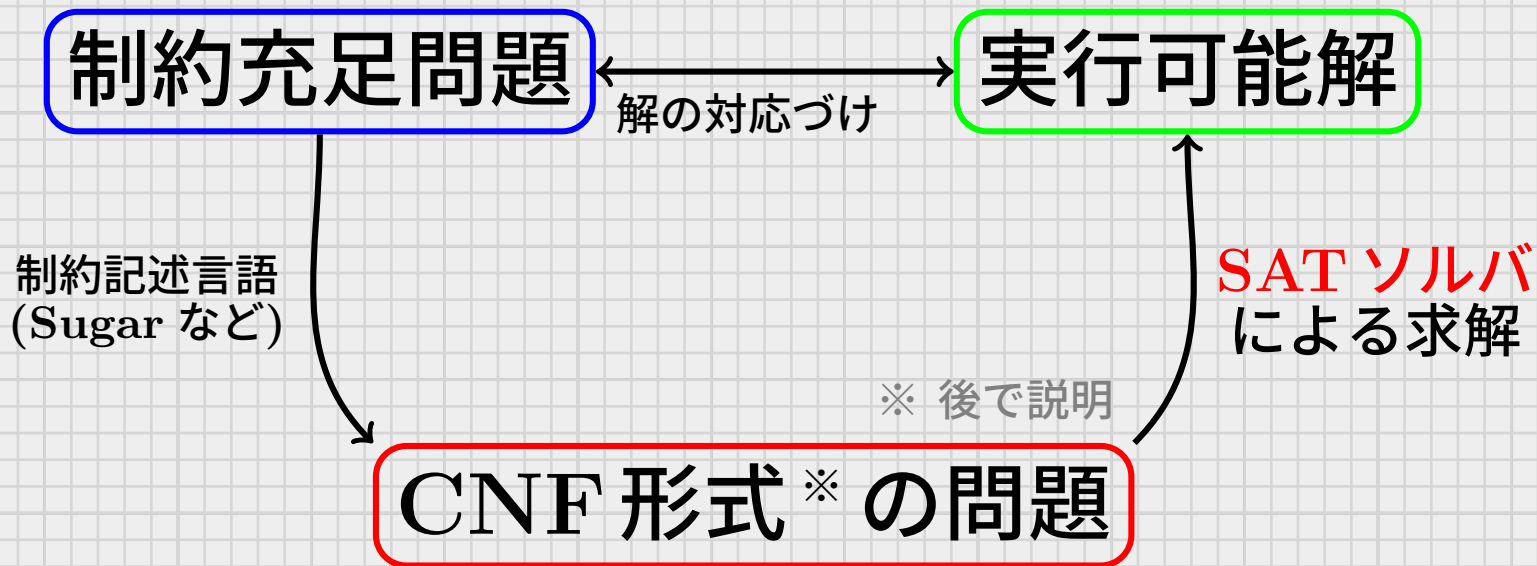 制約充足問題
実行可能解
解の対応づけ
制約記述言語
(Sugar など)
SAT ソルバ
による求解
※ 後で説明
CNF 形式※ の問題